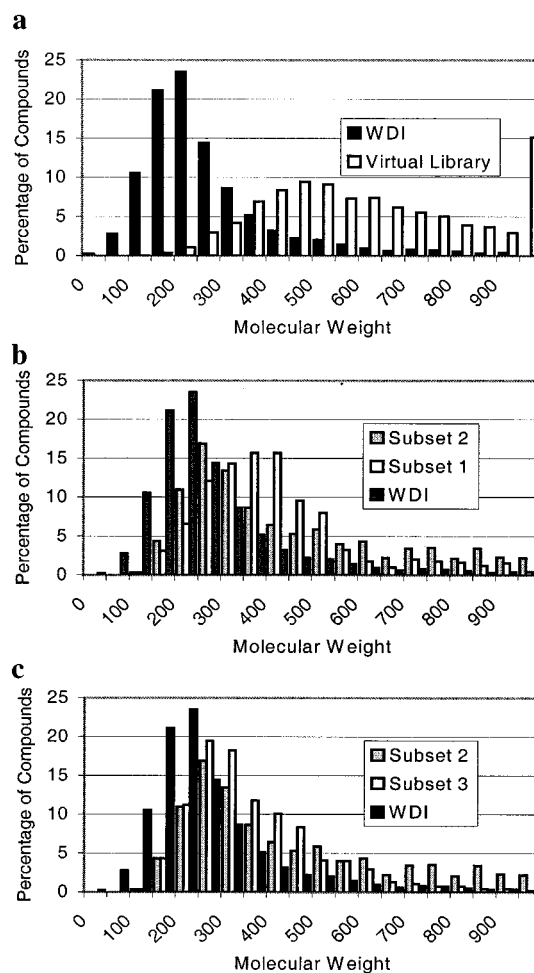 a
Percentage of Compounds
25
20
15
10
5
0
WDI
Virtual Library
0
100
200
300
400
500
600
700
800
900
Molecular Weight
b
Percentage of Compounds
25
20
15
10
5
0
Subset 2
Subset 1
WDI
0
100
200
300
400
500
600
700
800
900
Molecular Weight
c
Percentage of Compounds
25
20
15
10
5
0
Subset 2
Subset 3
WDI
0
100
200
300
400
500
600
700
800
900
Molecular Weight